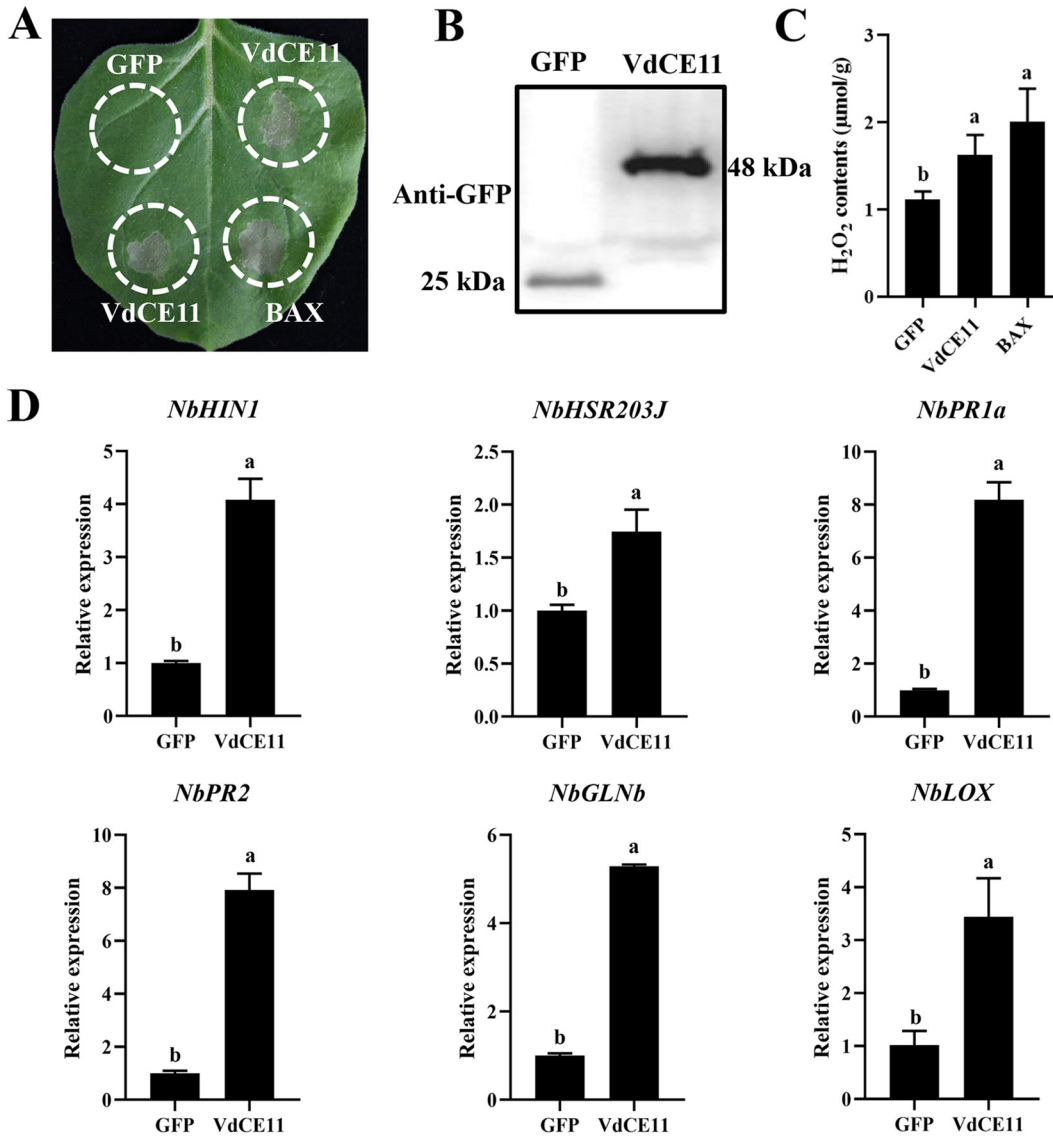 A
GFP
VdCE11
VdCE11
BAX
B
GFP VdCE11
Anti-GFP
48 kDa
25 kDa
C
H₂O₂ contents (μmol/g)
3
2
1
0
b
a
a
GFP
VdCE11
BAX
D
NbHIN1
Relative expression
5
4
3
2
1
0
b
a
GFP VdCE11
NbHSR203J
Relative expression
2.5
2.0
1.5
1.0
0.5
0.0
b
a
GFP VdCE11
NbPR1a
Relative expression
10
8
6
4
2
0
b
a
GFP VdCE11
NbPR2
Relative expression
10
8
6
4
2
0
b
a
GFP VdCE11
NbGLNb
Relative expression
6
4
2
0
b
a
GFP VdCE11
NbLOX
Relative expression
5
4
3
2
1
0
b
a
GFP VdCE11